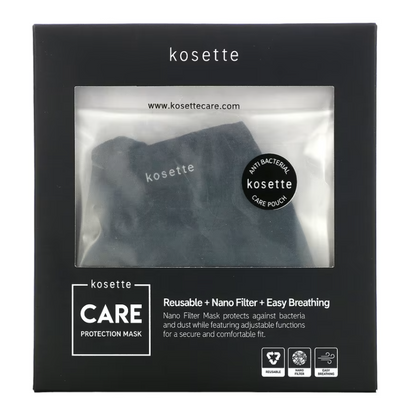 kosette
www.kosettecare.com
kosette
ANTI BACTERIAL
kosette
CARE POUCH
kosette
CARE
PROTECTION MASK
Reusable + Nano Filter + Easy Breathing
Nano Filter Mask protects against bacteria
and dust while featuring adjustable functions
for a secure and comfortable fit.
REUSABLE
NANO
FILTER
EASY
BREATHING